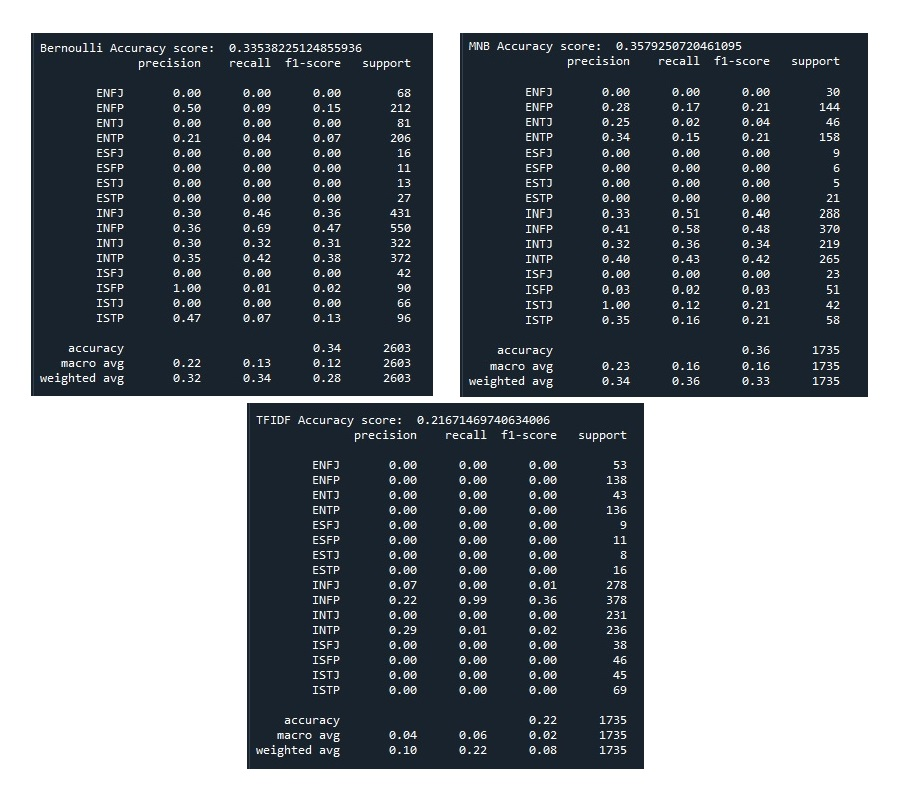 Bernoulli Accuracy score:  0.33538225124855936
precision recall f1-score support
ENFJ 0.00 0.00 0.00 68
ENFP 0.50 0.09 0.15 212
ENTJ 0.00 0.00 0.00 81
ENTP 0.21 0.04 0.07 206
ESFJ 0.00 0.00 0.00 16
ESFP 0.00 0.00 0.00 11
ESTJ 0.00 0.00 0.00 13
ESTP 0.00 0.00 0.00 27
INFJ 0.30 0.46 0.36 431
INFP 0.36 0.69 0.47 550
INTJ 0.30 0.32 0.31 322
INTP 0.35 0.42 0.38 372
ISFJ 0.00 0.00 0.00 42
ISFP 1.00 0.01 0.02 90
ISTJ 0.00 0.00 0.00 66
ISTP 0.47 0.07 0.13 96
accuracy 0.34 2603
macro avg 0.22 0.13 0.12 2603
weighted avg 0.32 0.34 0.28 2603
MNB Accuracy score:  0.3579250720461095
precision recall f1-score support
ENFJ 0.00 0.00 0.00 30
ENFP 0.28 0.17 0.21 144
ENTJ 0.25 0.02 0.04 46
ENTP 0.34 0.15 0.21 158
ESFJ 0.00 0.00 0.00 9
ESFP 0.00 0.00 0.00 6
ESTJ 0.00 0.00 0.00 5
ESTP 0.00 0.00 0.00 21
INFJ 0.33 0.51 0.40 288
INFP 0.41 0.58 0.48 370
INTJ 0.32 0.36 0.34 219
INTP 0.40 0.43 0.42 265
ISFJ 0.00 0.00 0.00 23
ISFP 0.03 0.02 0.03 51
ISTJ 1.00 0.12 0.21 42
ISTP 0.35 0.16 0.21 58
accuracy 0.36 1735
macro avg 0.23 0.16 0.16 1735
weighted avg 0.34 0.36 0.33 1735
TFIDF Accuracy score:  0.21671469740634006
precision recall f1-score support
ENFJ 0.00 0.00 0.00 53
ENFP 0.00 0.00 0.00 138
ENTJ 0.00 0.00 0.00 43
ENTP 0.00 0.00 0.00 136
ESFJ 0.00 0.00 0.00 9
ESFP 0.00 0.00 0.00 11
ESTJ 0.00 0.00 0.00 8
ESTP 0.00 0.00 0.00 16
INFJ 0.07 0.00 0.01 278
INFP 0.22 0.99 0.36 378
INTJ 0.00 0.00 0.00 231
INTP 0.29 0.01 0.02 236
ISFJ 0.00 0.00 0.00 38
ISFP 0.00 0.00 0.00 46
ISTJ 0.00 0.00 0.00 45
ISTP 0.00 0.00 0.00 69
accuracy 0.22 1735
macro avg 0.04 0.06 0.02 1735
weighted avg 0.10 0.22 0.08 1735